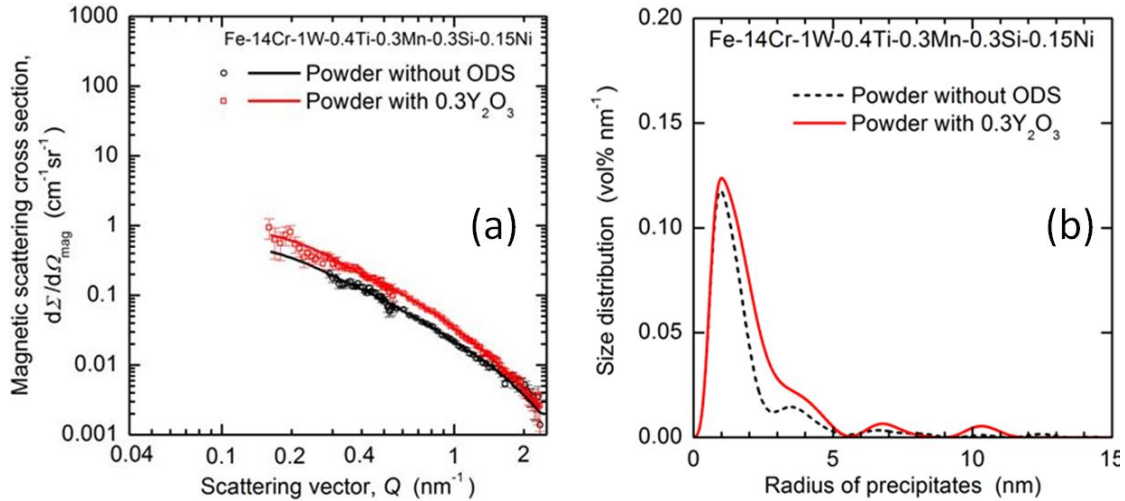 Magnetic scattering cross section,
dΣ/dΩmag (cm⁻¹sr⁻¹)
1000
100
10
1
0.1
0.01
0.001
Fe-14Cr-1W-0.4Ti-0.3Mn-0.3Si-0.15Ni
Powder without ODS
Powder with 0.3Y₂O₃
(a)
0.04 0.1 0.2 0.4 1 2
Scattering vector, Q (nm⁻¹)
Size distribution (vol% nm⁻¹)
0.20
0.15
0.10
0.05
0.00
Fe-14Cr-1W-0.4Ti-0.3Mn-0.3Si-0.15Ni
Powder without ODS
Powder with 0.3Y₂O₃
(b)
0 5 10 15
Radius of precipitates (nm)